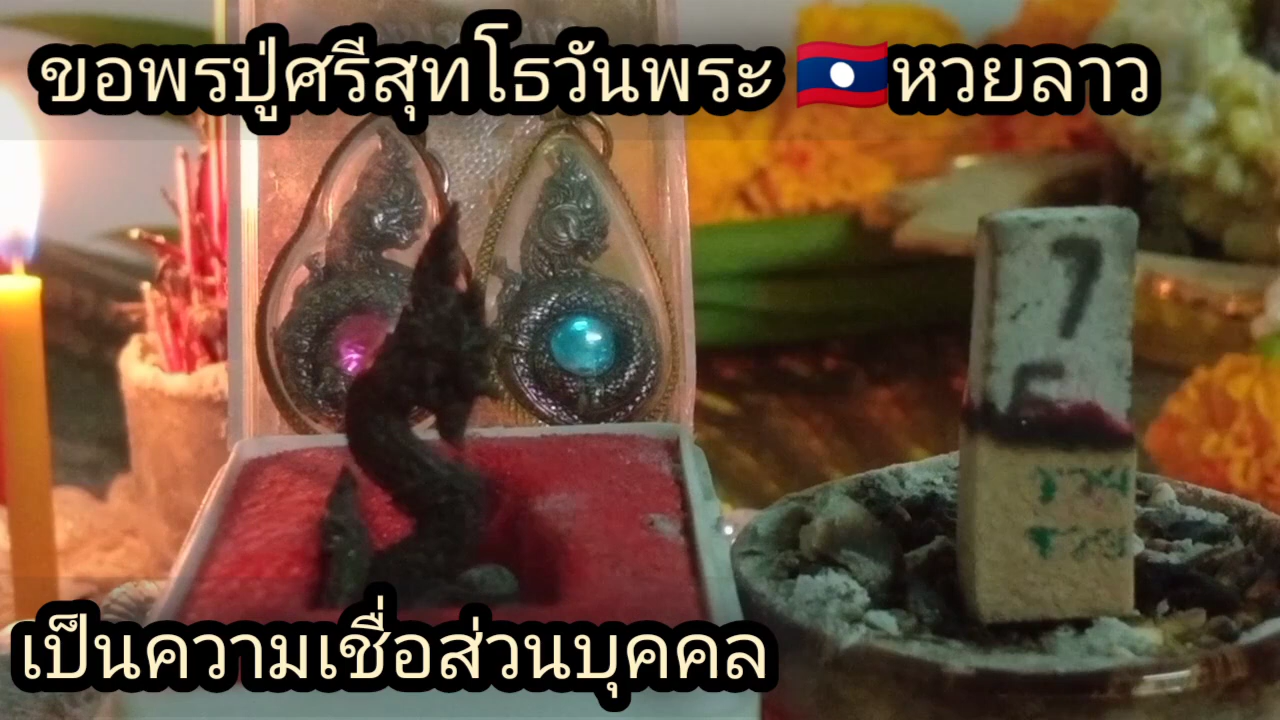 ขอพรปู่ศรีสุทโธวันพระ 🇱🇦หวยลาว
7
เป็นความเชื่อส่วนบุคคล